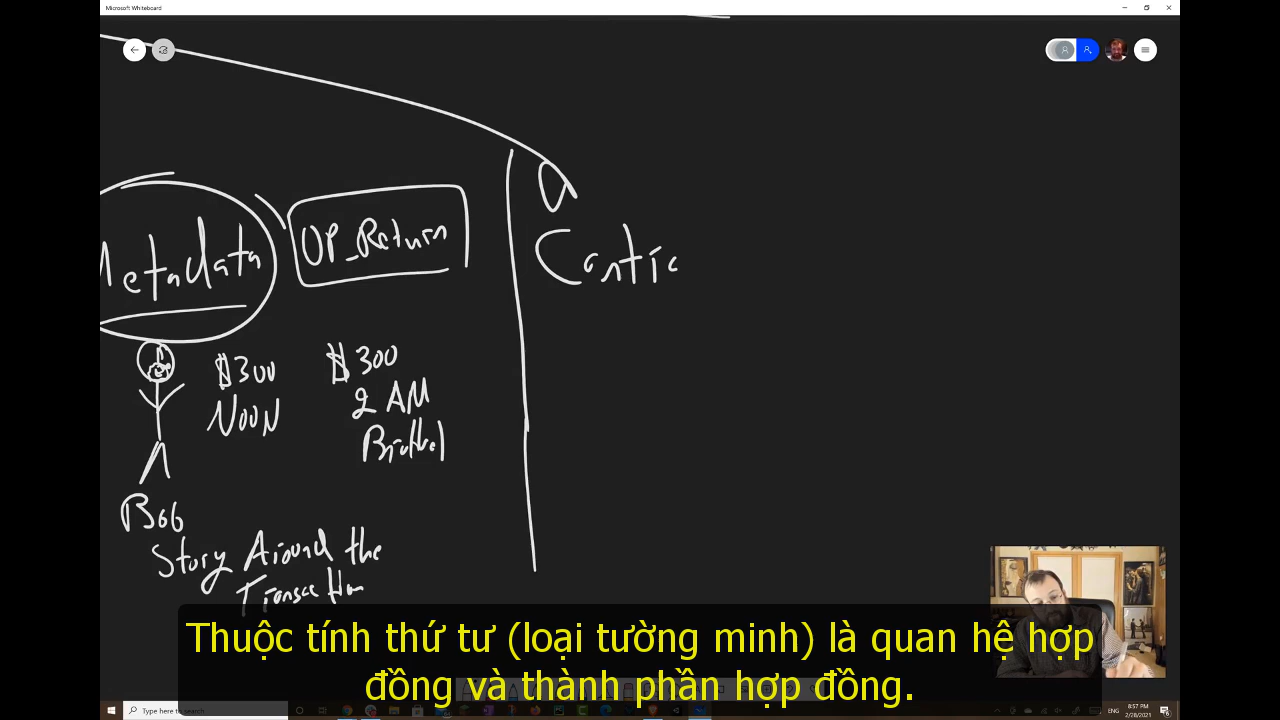 Microsoft Whiteboard
Metadata
OP_Return
Contra
$300
NOON
$300
2 AM
Brothel
Bob
Story Around the
Transaction
Thuộc tính thứ tư (loại tường minh) là quan hệ hợp
đồng và thành phần hợp đồng.
Type here to search
ENG
8:57 PM
2/28/2021